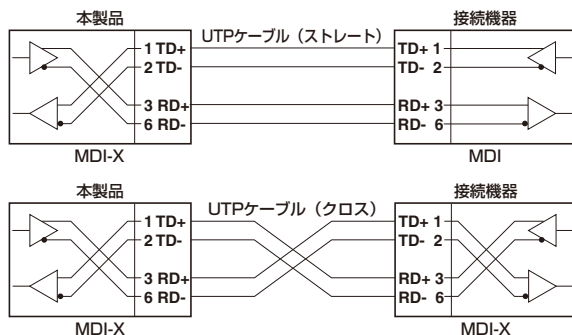 本製品
UTPケーブル（ストレート）
接続機器
1 TD+
TD+ 1
2 TD-
TD- 2
3 RD+
RD+ 3
6 RD-
RD- 6
MDI-X
MDI
本製品
UTPケーブル（クロス）
接続機器
1 TD+
TD+ 1
2 TD-
TD- 2
3 RD+
RD+ 3
6 RD-
RD- 6
MDI-X
MDI-X